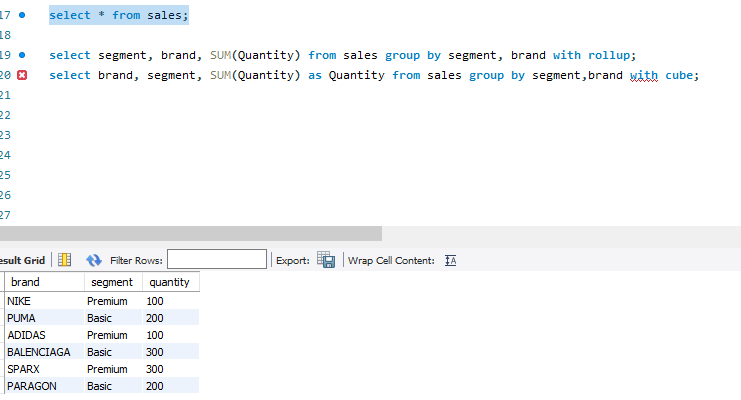 17 select * from sales;
18
19 select segment, brand, SUM(Quantity) from sales group by segment, brand with rollup;
20 select brand, segment, SUM(Quantity) as Quantity from sales group by segment,brand with cube;
21
22
23
24
25
26
27
esult Grid Filter Rows: Export: Wrap Cell Content: IA
brand segment quantity
NIKE Premium 100
PUMA Basic 200
ADIDAS Premium 100
BALENCIAGA Basic 300
SPARX Premium 300
PARAGON Basic 200